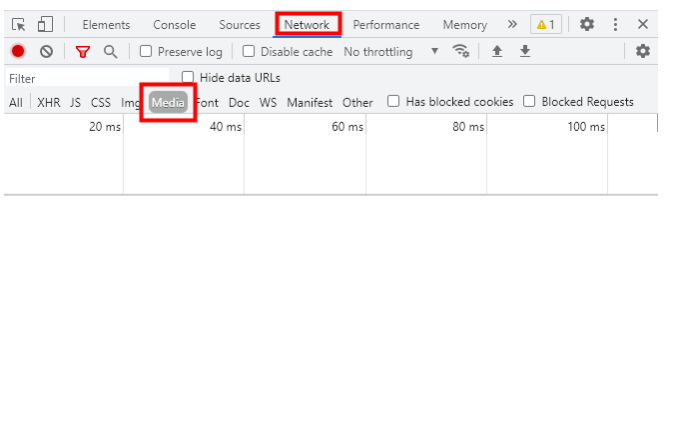 Elements Console Sources Network Performance Memory » 1
Preserve log Disable cache No throttling
Filter Hide data URLs
All XHR JS CSS Img Media Font Doc WS Manifest Other Has blocked cookies Blocked Requests
20 ms 40 ms 60 ms 80 ms 100 ms